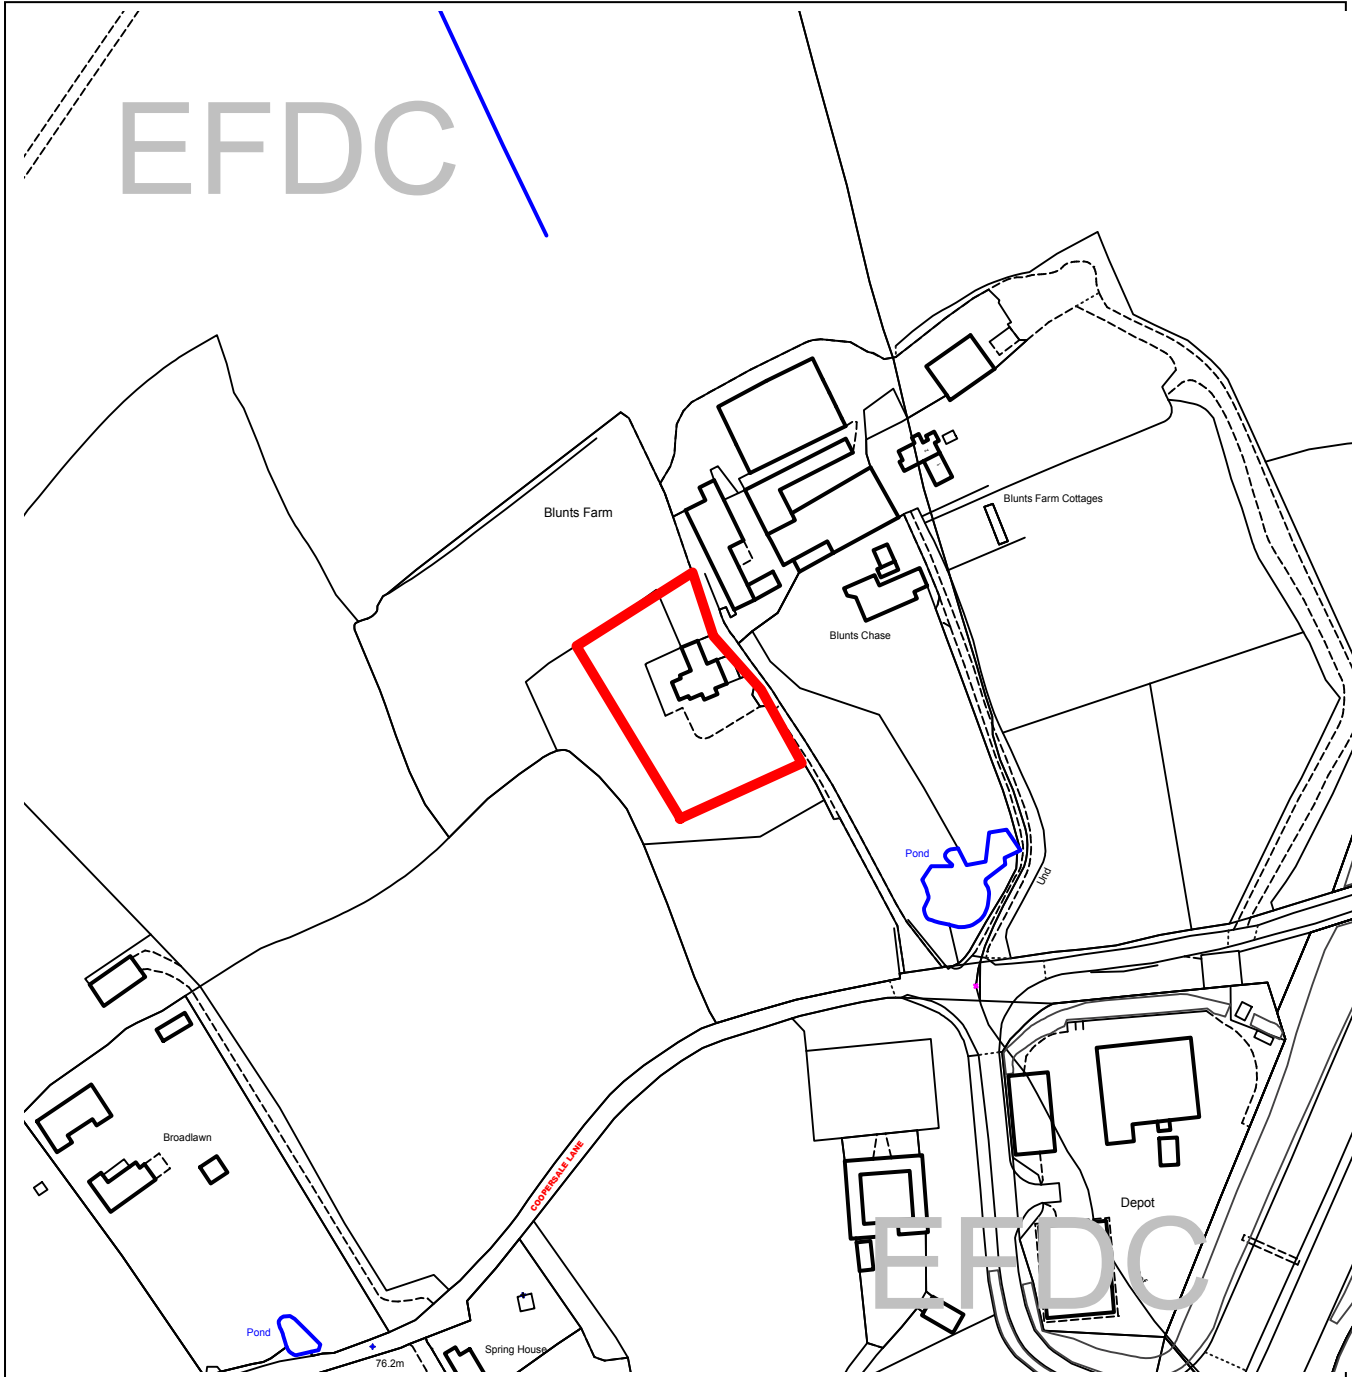 EFDC
Blunts Farm
Blunts Farm Cottages
Blunts Chase
Pond
Und
Broadlawn
COOPERSALE LANE
Depot
EFDC
Pond
76.2m
Spring House